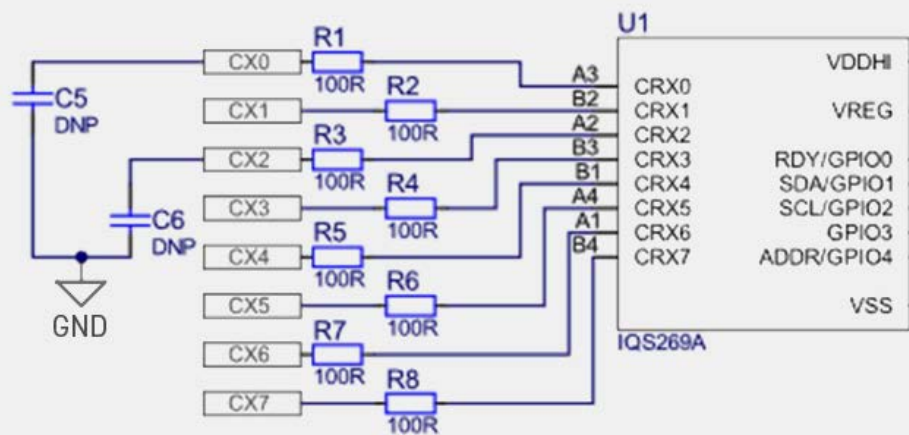 U1
R1
CX0
100R
A3
CRX0
VDDHI
C5
DNP
R2
CX1
100R
B2
CRX1
VREG
R3
CX2
100R
A2
CRX2
B3
CRX3
RDY/GPIO0
C6
DNP
R4
CX3
100R
B1
CRX4
SDA/GPIO1
A4
CRX5
SCL/GPIO2
R5
CX4
100R
A1
CRX6
GPIO3
B4
CRX7
ADDR/GPIO4
GND
R6
CX5
100R
VSS
R7
CX6
100R
IQS269A
R8
CX7
100R